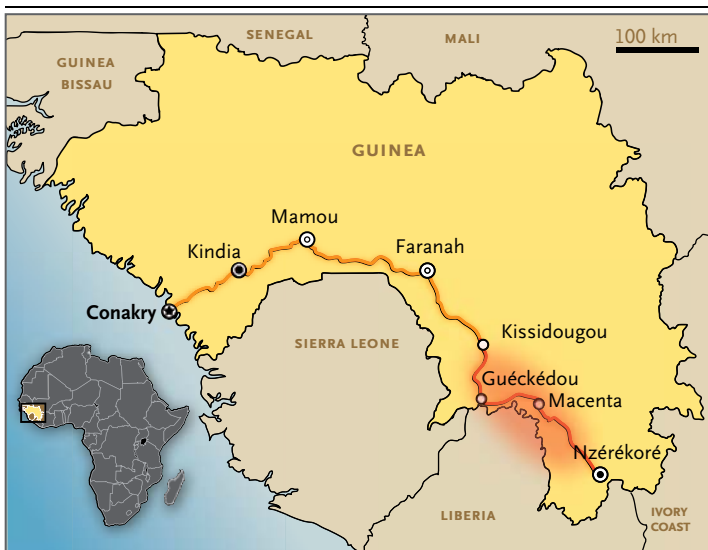 SENEGAL
MALI
100 km
GUINEA
BISSAU
GUINEA
Mamou
Kindia
Faranah
Conakry
Kissidougou
SIERRA LEONE
Guéckédou
Macenta
Nzérékoré
LIBERIA
IVORY
COAST